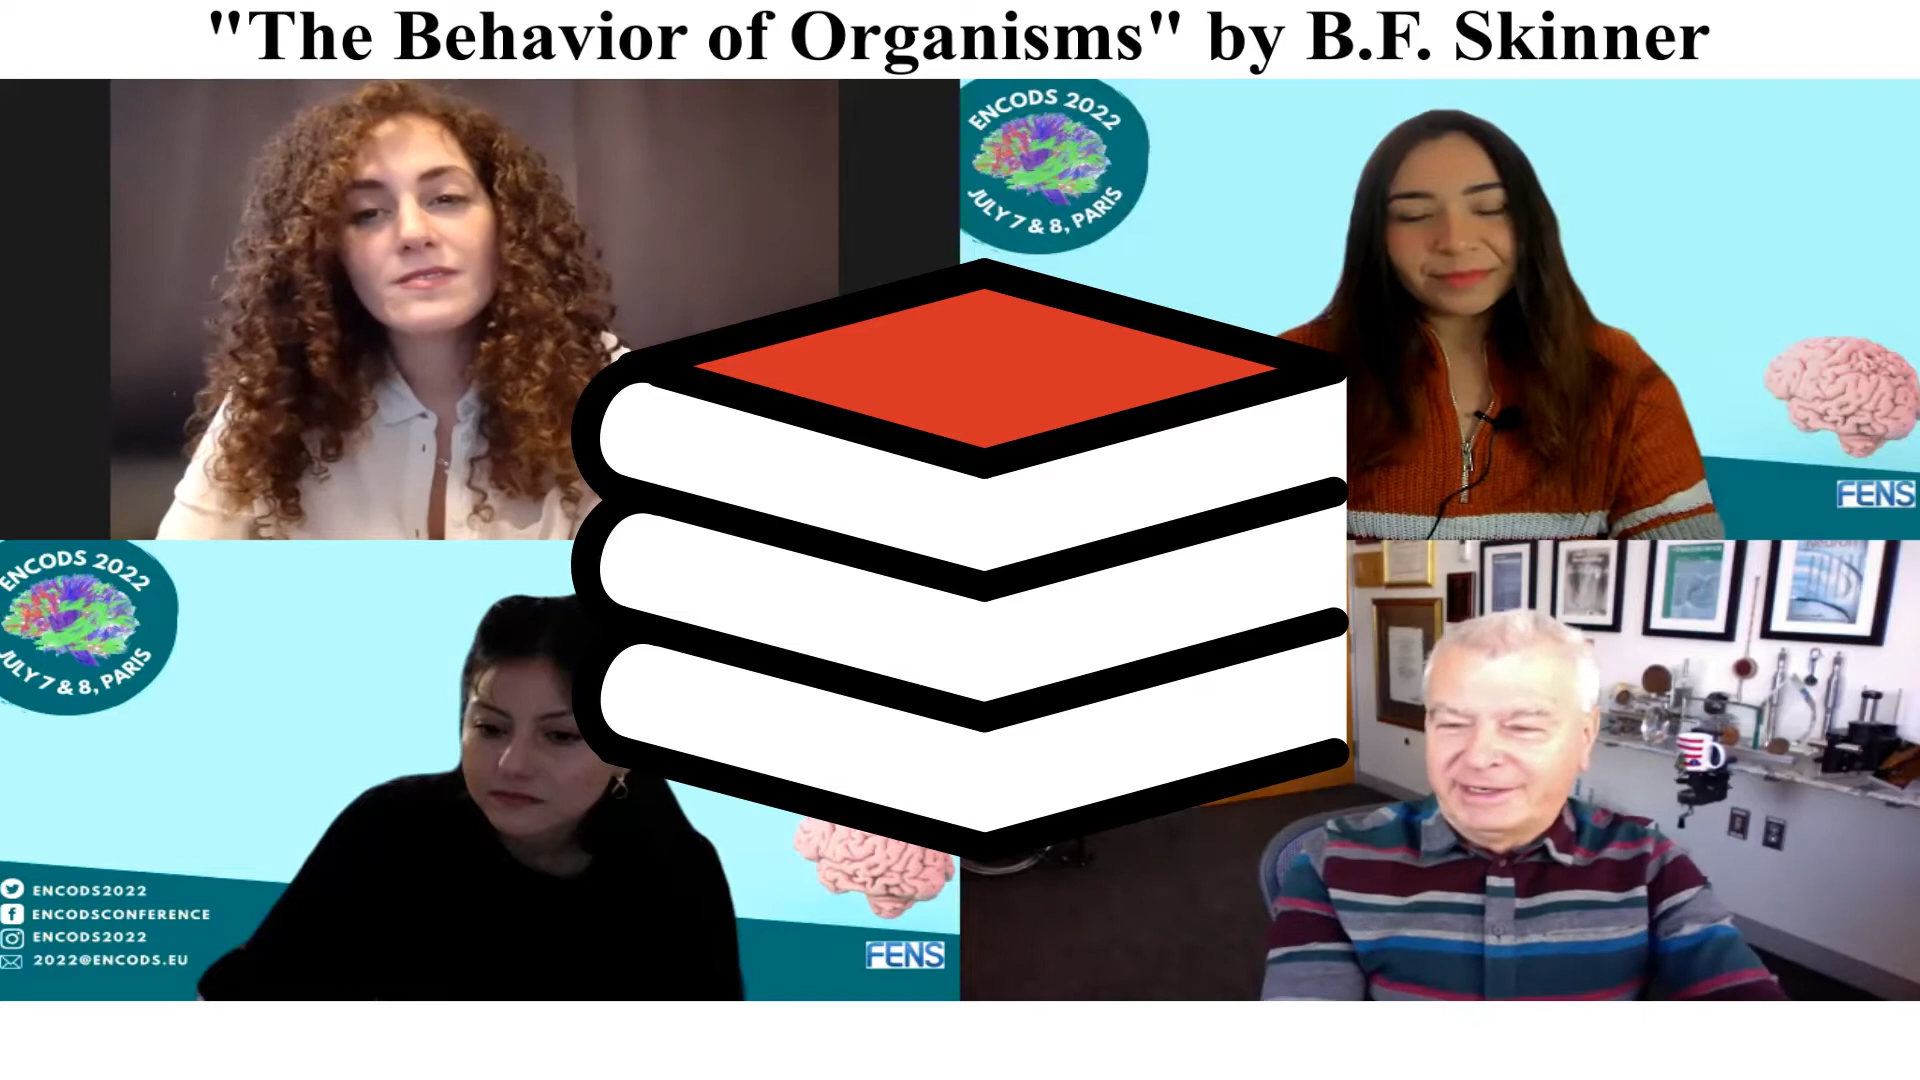 "The Behavior of Organisms" by B.F. Skinner
ENCODS 2022
JULY 7 & 8, PARIS
FENS
ENCODS 2022
JULY 7 & 8, PARIS
ENCODS2022
ENCODSCONFERENCE
ENCODS2022
2022@ENCODS.EU
FENS